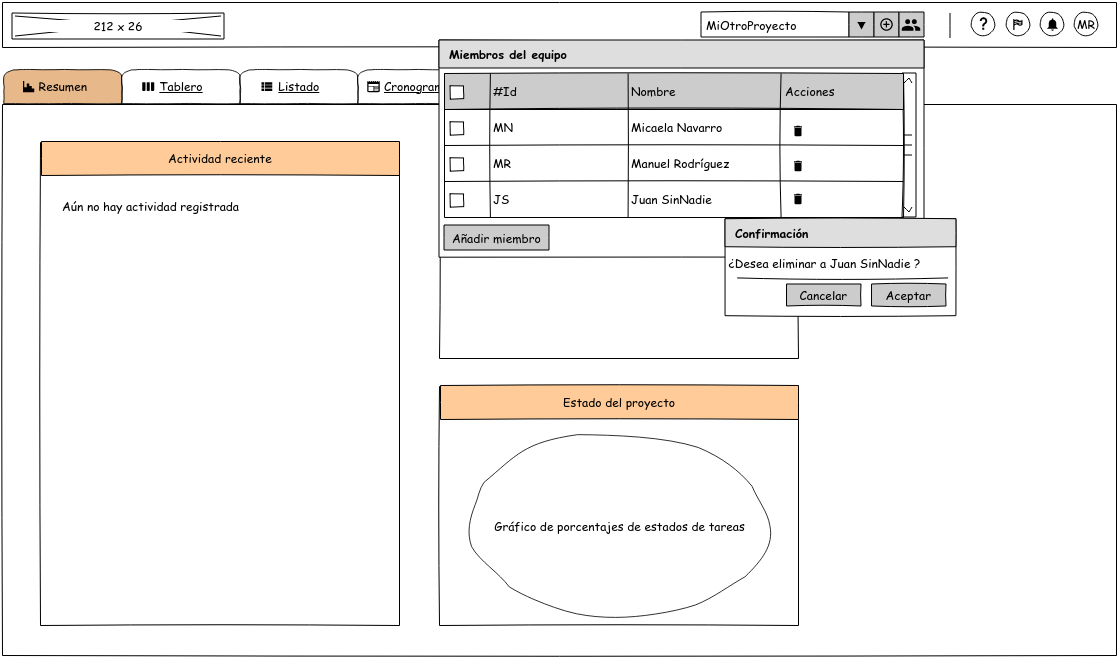 212 x 26
MiOtroProyecto
?
MR
Miembros del equipo
Resumen
Tablero
Listado
#Id
Nombre
Acciones
MN
Micaela Navarro
MR
Manuel Rodríguez
JS
Juan SinNadie
Añadir miembro
Confirmación
¿Desea eliminar a Juan SinNadie ?
Cancelar
Aceptar
Actividad reciente
Aún no hay actividad registrada
Estado del proyecto
Gráfico de porcentajes de estados de tareas